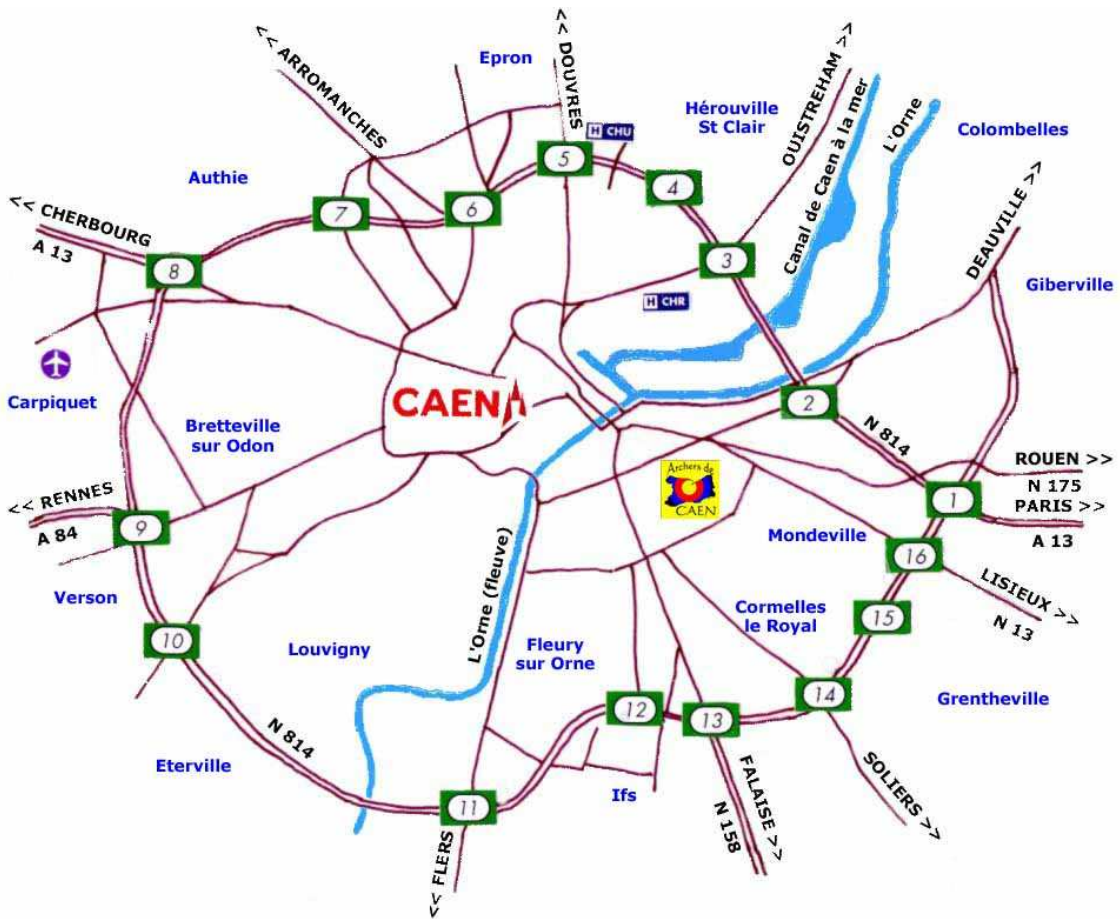 << DOUVRES
<< ARROMANCHES
Epron
OUISTREHAM >>
H CHU
Hérouville
St Clair
Canal de Caen à la mer
L'Orne
Colombelles
5
4
Authie
7
6
DEAUVILLE >>
<< CHERBOURG
A 13
8
3
Giberville
H CHR
Carpiquet
CAEN
2
N 814
Bretteville
sur Odon
Archers de
CAEN
ROUEN >>
N 175
<< RENNES
A 84
9
1
PARIS >>
A 13
Mondeville
16
LISIEUX >>
N 13
L'Orne (fleuve)
Verson
10
Louvigny
Fleury
sur Orne
Cormelles
le Royal
15
14
Grentheville
12
13
N 814
Eterville
11
Ifs
FALAISE >>
N 158
SOLIERS >>
<< FLERS